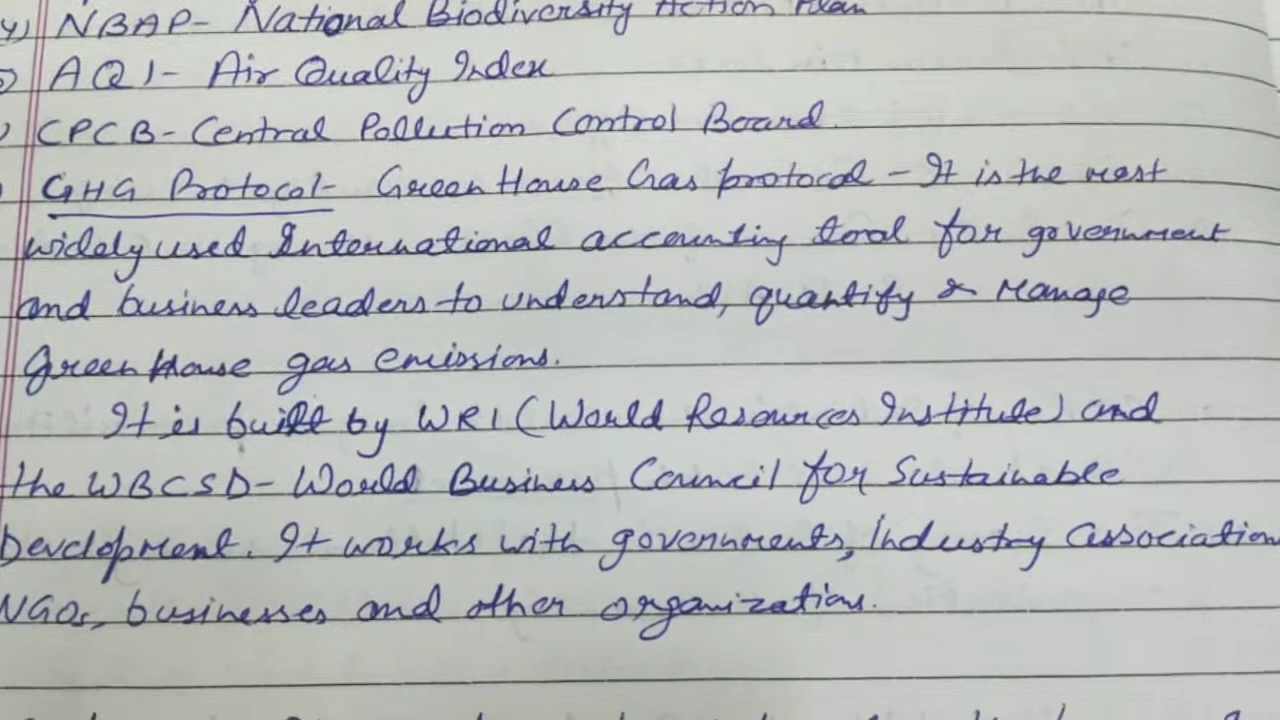 4) NBAP- National Biodiversity Action Plan
AQI- Air Quality Index
CPCB- Central Pollution Control Board
GHG Protocol- Green House Gas protocol - It is the most
widely used International accounting tool for government
and business leaders to understand, quantify & Manage
Green House gas emissions.
It is built by WRI (World Resources Institute) and
the WBCSD- World Business Council for Sustainable
Development. It works with governments, Industry association
NGOs, businesses and other organizations.